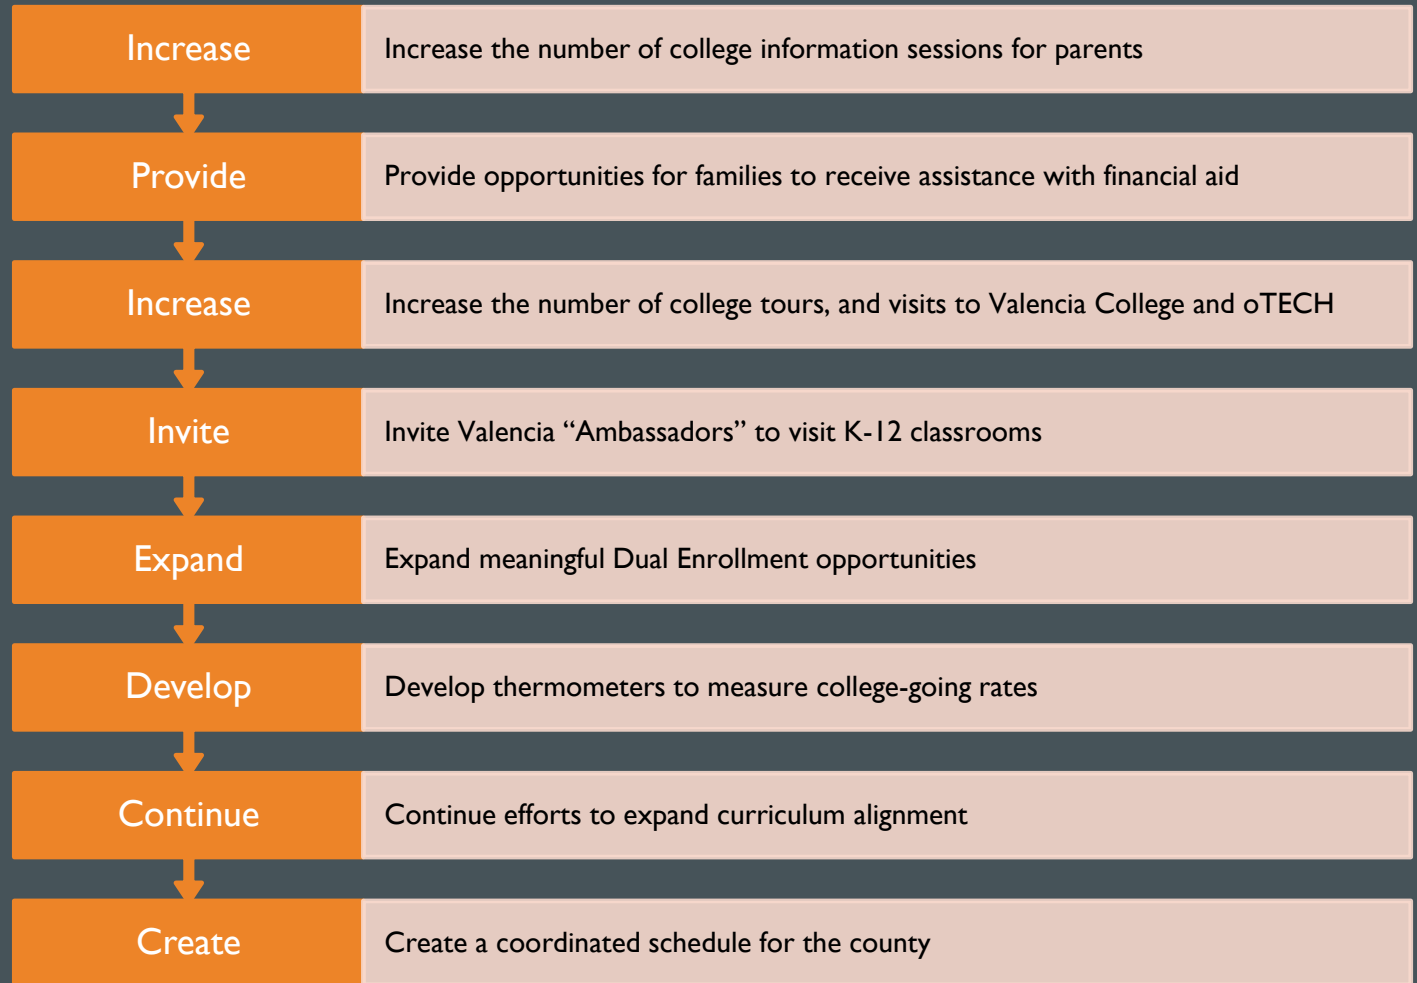 Increase
Increase the number of college information sessions for parents
Provide
Provide opportunities for families to receive assistance with financial aid
Increase
Increase the number of college tours, and visits to Valencia College and oTECH
Invite
Invite Valencia “Ambassadors” to visit K-12 classrooms
Expand
Expand meaningful Dual Enrollment opportunities
Develop
Develop thermometers to measure college-going rates
Continue
Continue efforts to expand curriculum alignment
Create
Create a coordinated schedule for the county